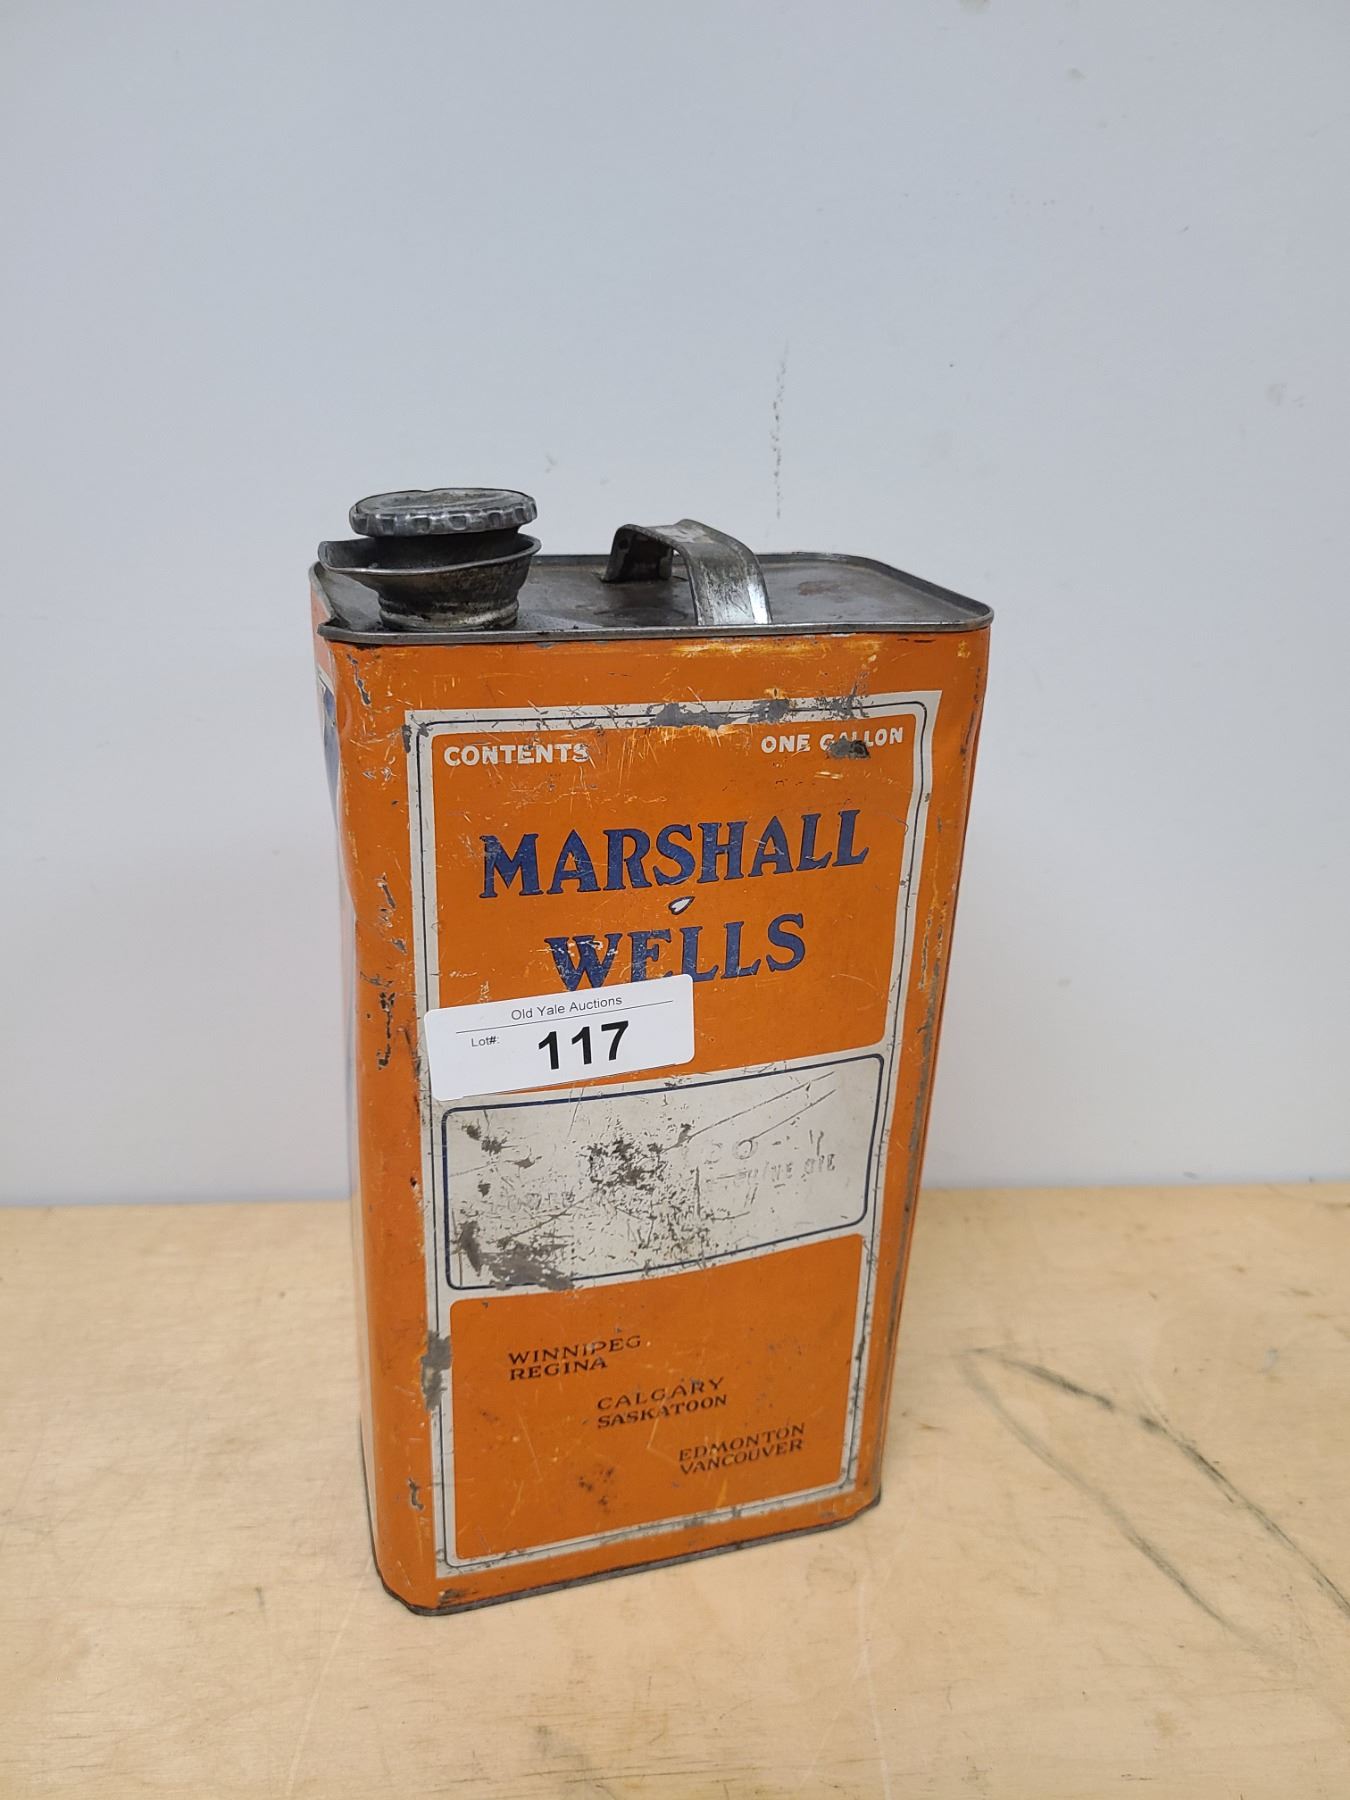 CONTENTS ONE GALLON
MARSHALL
WELLS
Old Yale Auctions
Lot#: 117
WINNIPEG
REGINA
CALGARY
SASKATOON
EDMONTON
VANCOUVER